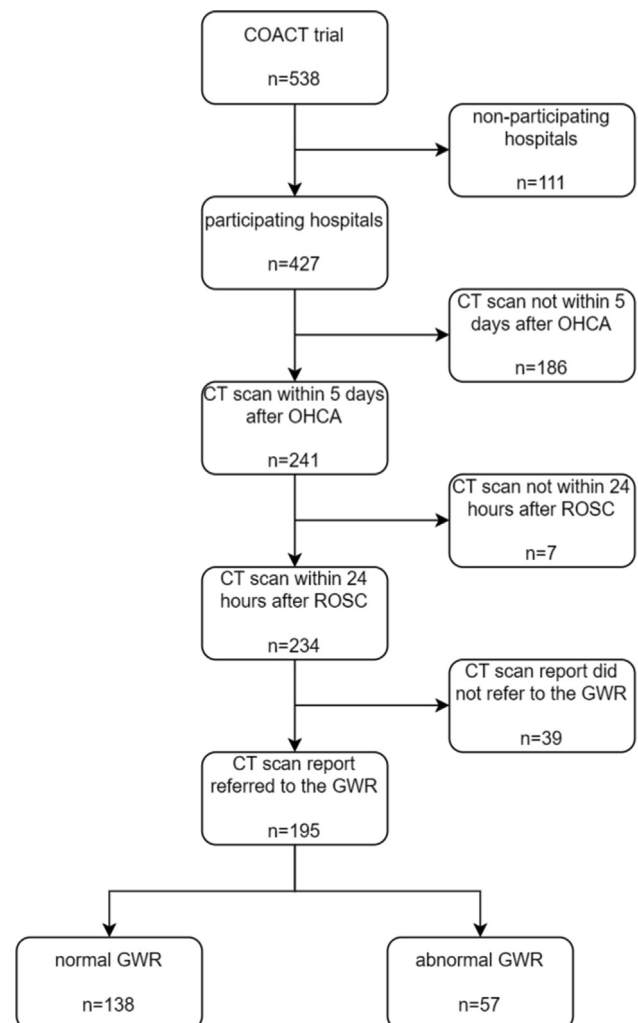 COACT trial
n=538
non-participating
hospitals
n=111
participating hospitals
n=427
CT scan not within 5
days after OHCA
n=186
CT scan within 5 days
after OHCA
n=241
CT scan not within 24
hours after ROSC
n=7
CT scan within 24
hours after ROSC
n=234
CT scan report did
not refer to the GWR
n=39
CT scan report
referred to the GWR
n=195
normal GWR
n=138
abnormal GWR
n=57